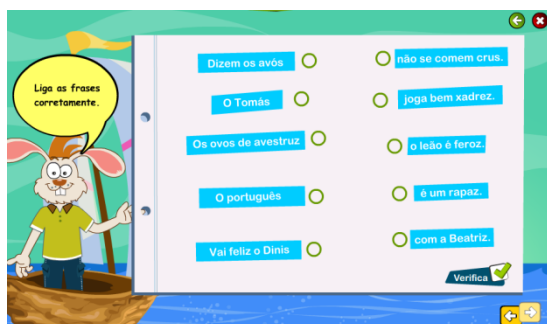 Liga as frases
corretamente.
Dizem os avós
não se comem crus.
O Tomás
joga bem xadrez.
Os ovos de avestruz
o leão é feroz.
O português
é um rapaz.
Vai feliz o Dinis
com a Beatriz.
Verifica